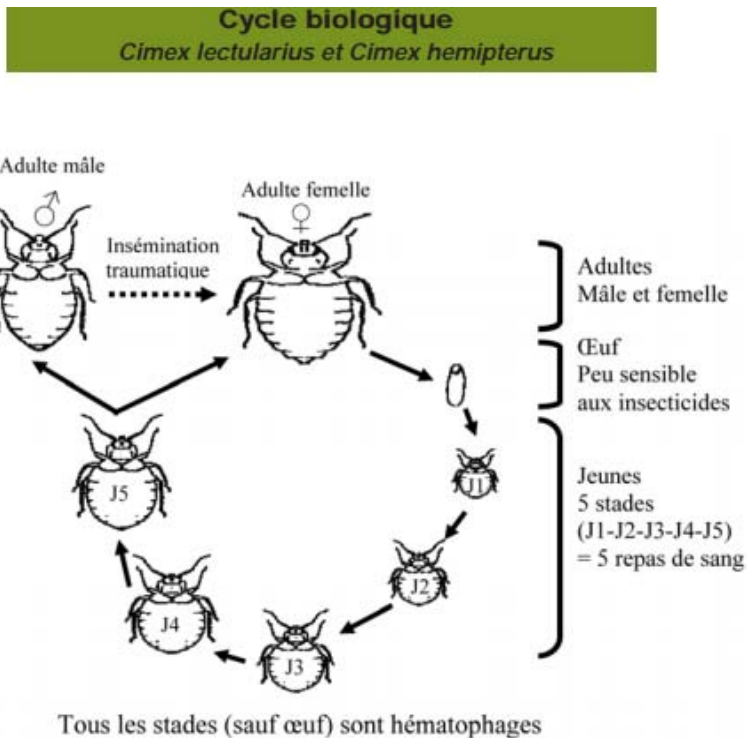 Cycle biologique
Cimex lectularius et Cimex hemipterus
Adulte mâle
♂
Adulte femelle
♀
Insémination
traumatique
Adultes
Mâle et femelle
Œuf
Peu sensible
aux insecticides
J1
J2
J3
J4
J5
Jeunes
5 stades
(J1-J2-J3-J4-J5)
= 5 repas de sang
Tous les stades (sauf œuf) sont hématophages